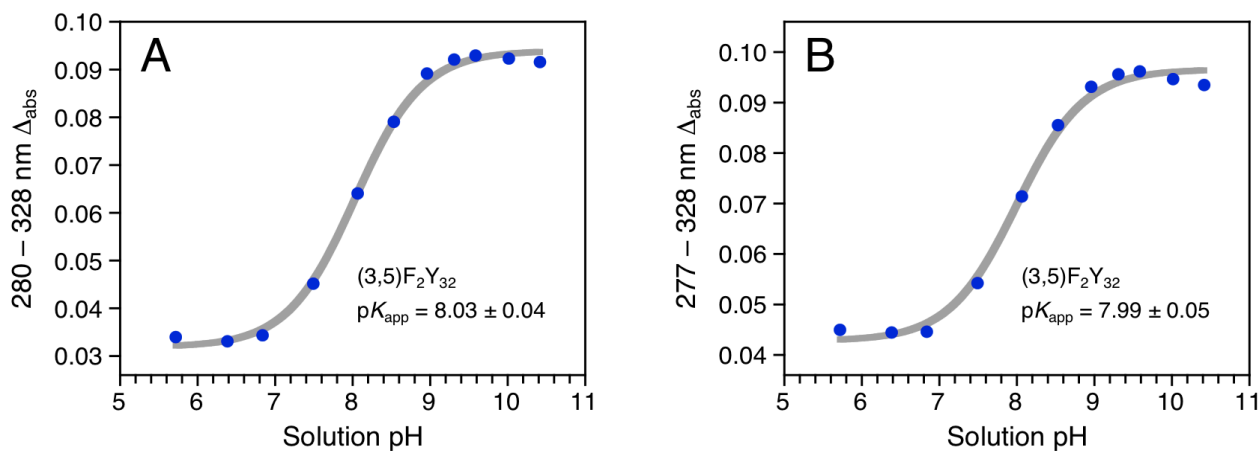 A
0.10
0.09
0.08
0.07
0.06
0.05
0.04
0.03
280 – 328 nm Δabs
(3,5)F₂Y₃₂
pKapp = 8.03 ± 0.04
5 6 7 8 9 10 11
Solution pH
B
0.10
0.09
0.08
0.07
0.06
0.05
0.04
277 – 328 nm Δabs
(3,5)F₂Y₃₂
pKapp = 7.99 ± 0.05
5 6 7 8 9 10 11
Solution pH